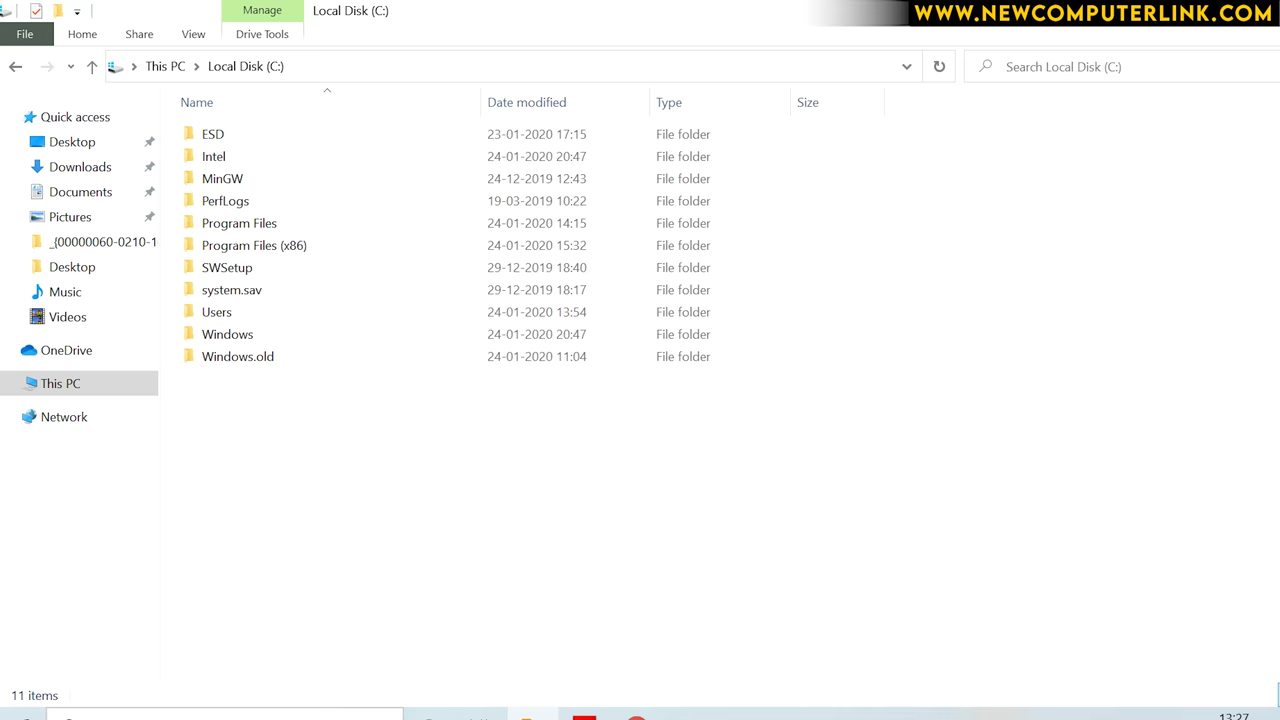 Manage Local Disk (C:)
WWW.NEWCOMPUTERLINK.COM
File Home Share View Drive Tools
This PC Local Disk (C:) Search Local Disk (C:)
Name Date modified Type Size
Quick access
Desktop
Downloads
Documents
Pictures
_{00000060-0210-1
Desktop
Music
Videos
OneDrive
This PC
Network
ESD 23-01-2020 17:15 File folder
Intel 24-01-2020 20:47 File folder
MinGW 24-12-2019 12:43 File folder
PerfLogs 19-03-2019 10:22 File folder
Program Files 24-01-2020 14:15 File folder
Program Files (x86) 24-01-2020 15:32 File folder
SWSetup 29-12-2019 18:40 File folder
system.sav 29-12-2019 18:17 File folder
Users 24-01-2020 13:54 File folder
Windows 24-01-2020 20:47 File folder
Windows.old 24-01-2020 11:04 File folder
11 items
13:27